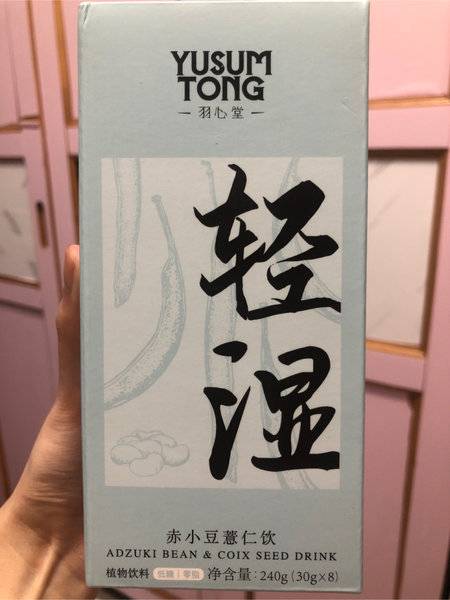 YUSUM
TONG
羽心堂
轻
湿
赤小豆薏仁饮
ADZUKI BEAN & COIX SEED DRINK
植物饮料 低糖 零脂 净含量: 240g (30g×8)